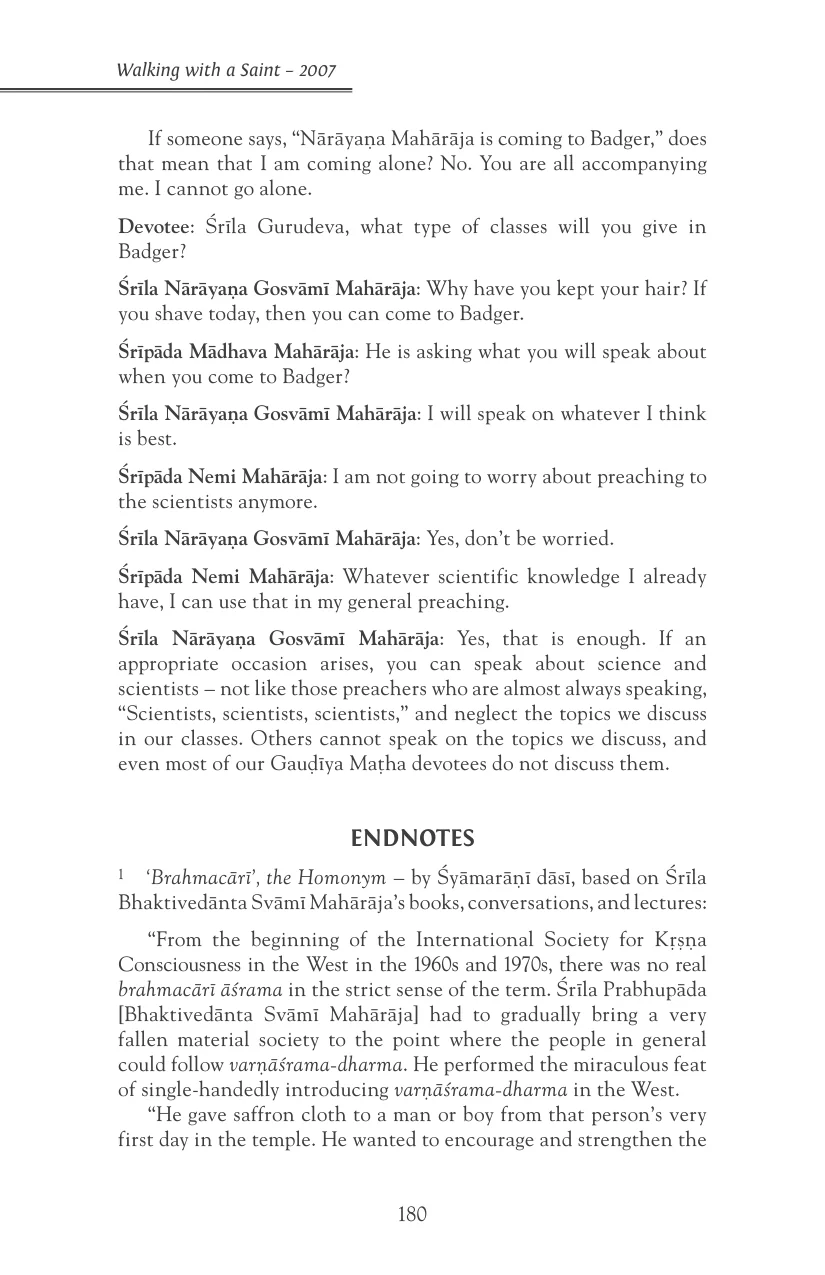 Walking with a Saint – 2007
If someone says, “Nārāyaṇa Mahārāja is coming to Badger,” does
that mean that I am coming alone? No. You are all accompanying
me. I cannot go alone.
Devotee: Śrīla Gurudeva, what type of classes will you give in
Badger?
Śrīla Nārāyaṇa Gosvāmī Mahārāja: Why have you kept your hair? If
you shave today, then you can come to Badger.
Śrīpāda Mādhava Mahārāja: He is asking what you will speak about
when you come to Badger?
Śrīla Nārāyaṇa Gosvāmī Mahārāja: I will speak on whatever I think
is best.
Śrīpāda Nemi Mahārāja: I am not going to worry about preaching to
the scientists anymore.
Śrīla Nārāyaṇa Gosvāmī Mahārāja: Yes, don’t be worried.
Śrīpāda Nemi Mahārāja: Whatever scientific knowledge I already
have, I can use that in my general preaching.
Śrīla Nārāyaṇa Gosvāmī Mahārāja: Yes, that is enough. If an
appropriate occasion arises, you can speak about science and
scientists – not like those preachers who are almost always speaking,
“Scientists, scientists, scientists,” and neglect the topics we discuss
in our classes. Others cannot speak on the topics we discuss, and
even most of our Gauḍīya Maṭha devotees do not discuss them.
ENDNOTES
1 ‘Brahmacārī’, the Homonym – by Śyāmarāṇī dāsī, based on Śrīla
Bhaktivedānta Svāmī Mahārāja’s books, conversations, and lectures:
“From the beginning of the International Society for Kṛṣṇa
Consciousness in the West in the 1960s and 1970s, there was no real
brahmacārī āśrama in the strict sense of the term. Śrīla Prabhupāda
[Bhaktivedānta Svāmī Mahārāja] had to gradually bring a very
fallen material society to the point where the people in general
could follow varṇāśrama-dharma. He performed the miraculous feat
of single-handedly introducing varṇāśrama-dharma in the West.
“He gave saffron cloth to a man or boy from that person’s very
first day in the temple. He wanted to encourage and strengthen the
180